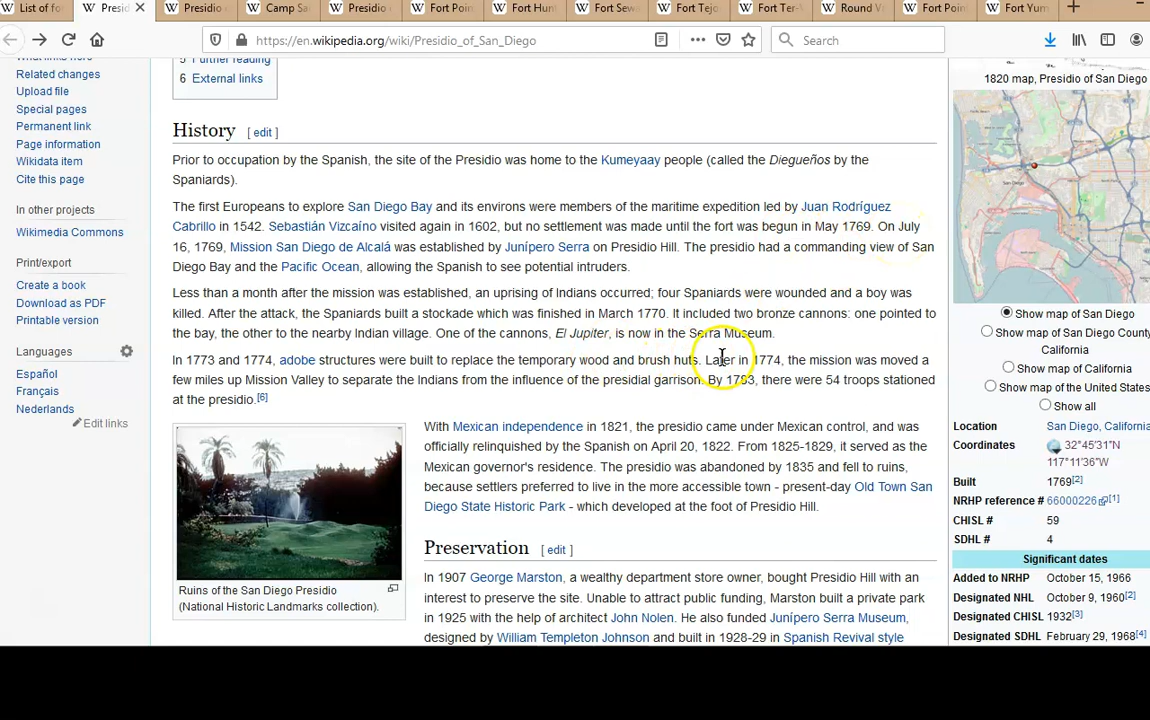 List of fo
Presid
Presidio
Camp Sa
Presidio
Fort Poin
Fort Hun
Fort Sew
Fort Tejo
Fort Ter-W
Round V
Fort Point
Fort Yum
https://en.wikipedia.org/wiki/Presidio_of_San_Diego
Search
What links here
Related changes
Upload file
Special pages
Permanent link
Page information
Wikidata item
Cite this page
In other projects
Wikimedia Commons
Print/export
Create a book
Download as PDF
Printable version
Languages
Español
Français
Nederlands
Edit links
5 Further reading
6 External links
History [ edit ]
Prior to occupation by the Spanish, the site of the Presidio was home to the Kumeyaay people (called the Diegueños by the
Spaniards).
The first Europeans to explore San Diego Bay and its environs were members of the maritime expedition led by Juan Rodríguez
Cabrillo in 1542. Sebastián Vizcaíno visited again in 1602, but no settlement was made until the fort was begun in May 1769. On July
16, 1769, Mission San Diego de Alcalá was established by Junípero Serra on Presidio Hill. The presidio had a commanding view of San
Diego Bay and the Pacific Ocean, allowing the Spanish to see potential intruders.
Less than a month after the mission was established, an uprising of Indians occurred; four Spaniards were wounded and a boy was
killed. After the attack, the Spaniards built a stockade which was finished in March 1770. It included two bronze cannons: one pointed to
the bay, the other to the nearby Indian village. One of the cannons, El Jupiter, is now in the Serra Museum.
In 1773 and 1774, adobe structures were built to replace the temporary wood and brush huts. Later in 1774, the mission was moved a
few miles up Mission Valley to separate the Indians from the influence of the presidial garrison. By 1783, there were 54 troops stationed
at the presidio.[6]
With Mexican independence in 1821, the presidio came under Mexican control, and was
officially relinquished by the Spanish on April 20, 1822. From 1825-1829, it served as the
Mexican governor's residence. The presidio was abandoned by 1835 and fell to ruins,
because settlers preferred to live in the more accessible town - present-day Old Town San
Diego State Historic Park - which developed at the foot of Presidio Hill.
Ruins of the San Diego Presidio
(National Historic Landmarks collection).
Preservation [ edit ]
In 1907 George Marston, a wealthy department store owner, bought Presidio Hill with an
interest to preserve the site. Unable to attract public funding, Marston built a private park
in 1925 with the help of architect John Nolen. He also funded Junípero Serra Museum,
designed by William Templeton Johnson and built in 1928-29 in Spanish Revival style
1820 map, Presidio of San Diego
Show map of San Diego
Show map of San Diego County,
California
Show map of California
Show map of the United States
Show all
Location San Diego, California
Coordinates 32°45′31″N
117°11′36″W
Built 1769[2]
NRHP reference # 66000226[1]
CHISL # 59
SDHL # 4
Significant dates
Added to NRHP October 15, 1966
Designated NHL October 9, 1960[2]
Designated CHISL 1932[3]
Designated SDHL February 29, 1968[4]